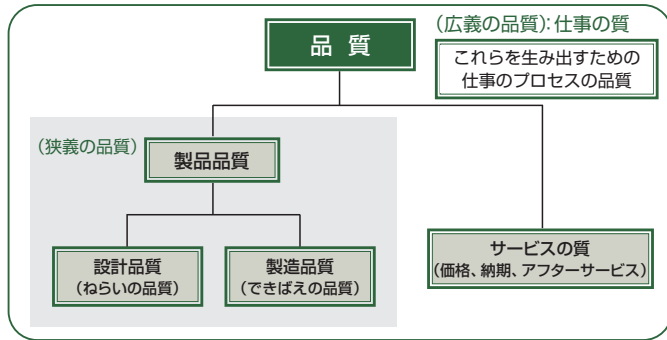 品 質
(広義の品質):仕事の質
これらを生み出すための
仕事のプロセスの品質
(狭義の品質)
製品品質
設計品質
(ねらいの品質)
製造品質
(できばえの品質)
サービスの質
(価格、納期、アフターサービス)